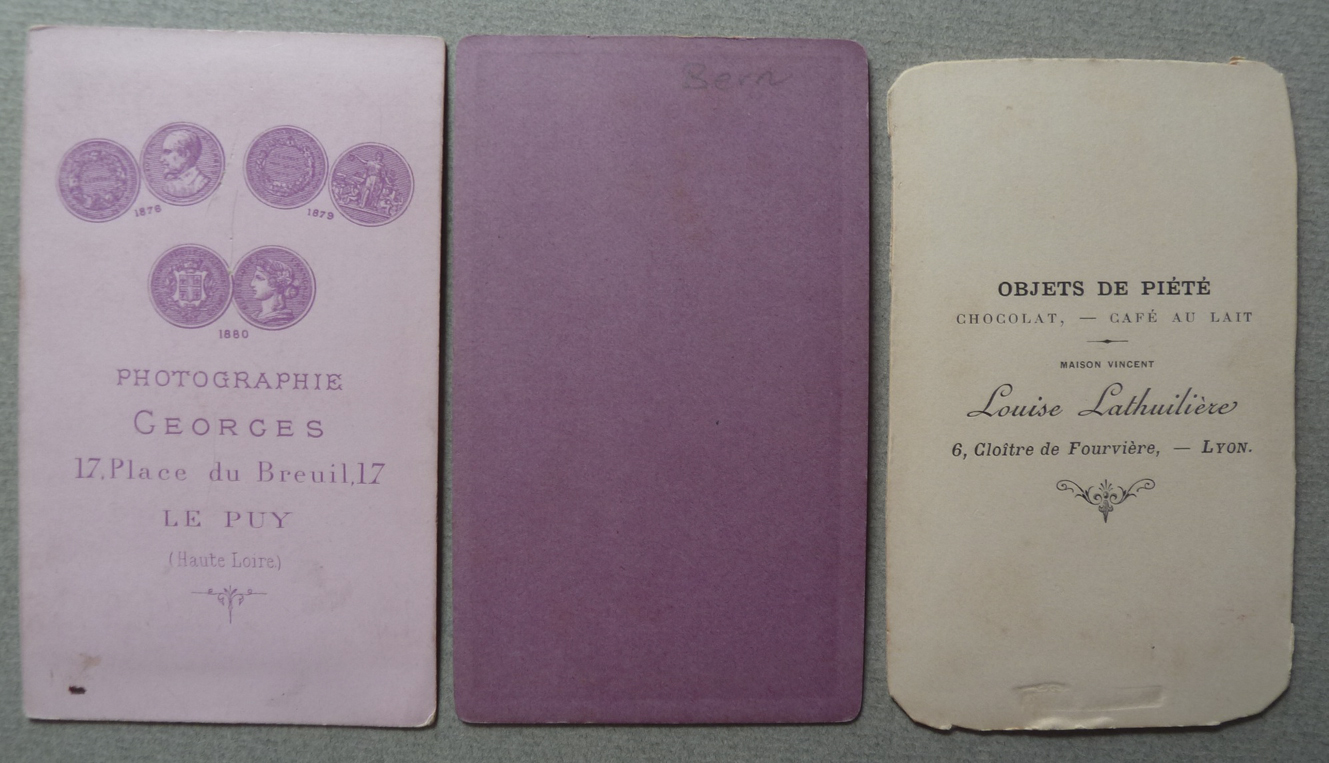 1876
1879
1880
PHOTOGRAPHIE
GEORGES
17, Place du Breuil, 17
LE PUY
(Haute Loire)
Bern
OBJETS DE PIÉTÉ
CHOCOLAT, — CAFÉ AU LAIT
MAISON VINCENT
Louise Lathuilière
6, Cloître de Fourvière, — LYON.